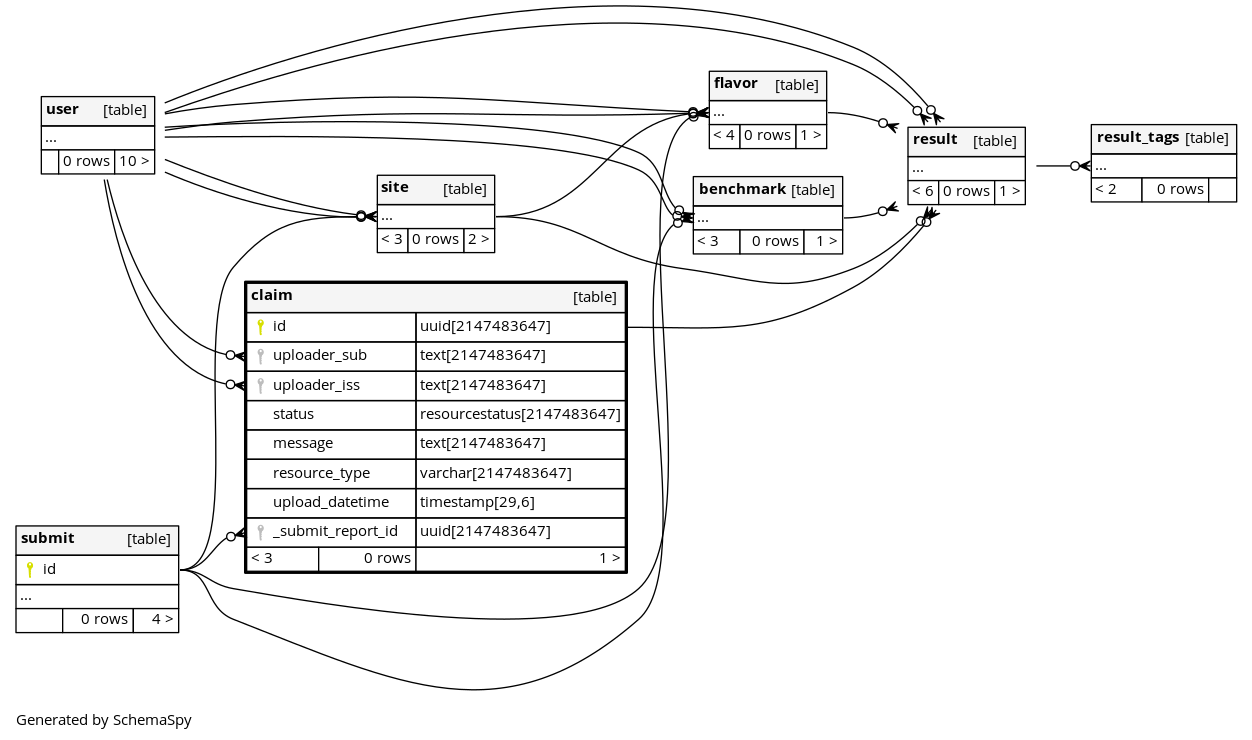 user [table]
...
0 rows 10 >
flavor [table]
...
< 4 0 rows 1 >
result [table]
...
< 6 0 rows 1 >
result_tags [table]
...
< 2 0 rows
site [table]
...
< 3 0 rows 2 >
benchmark [table]
...
< 3 0 rows 1 >
claim [table]
id uuid[2147483647]
uploader_sub text[2147483647]
uploader_iss text[2147483647]
status resourcestatus[2147483647]
message text[2147483647]
resource_type varchar[2147483647]
upload_datetime timestamp[29,6]
_submit_report_id uuid[2147483647]
< 3 0 rows 1 >
submit [table]
id
...
0 rows 4 >
Generated by SchemaSpy